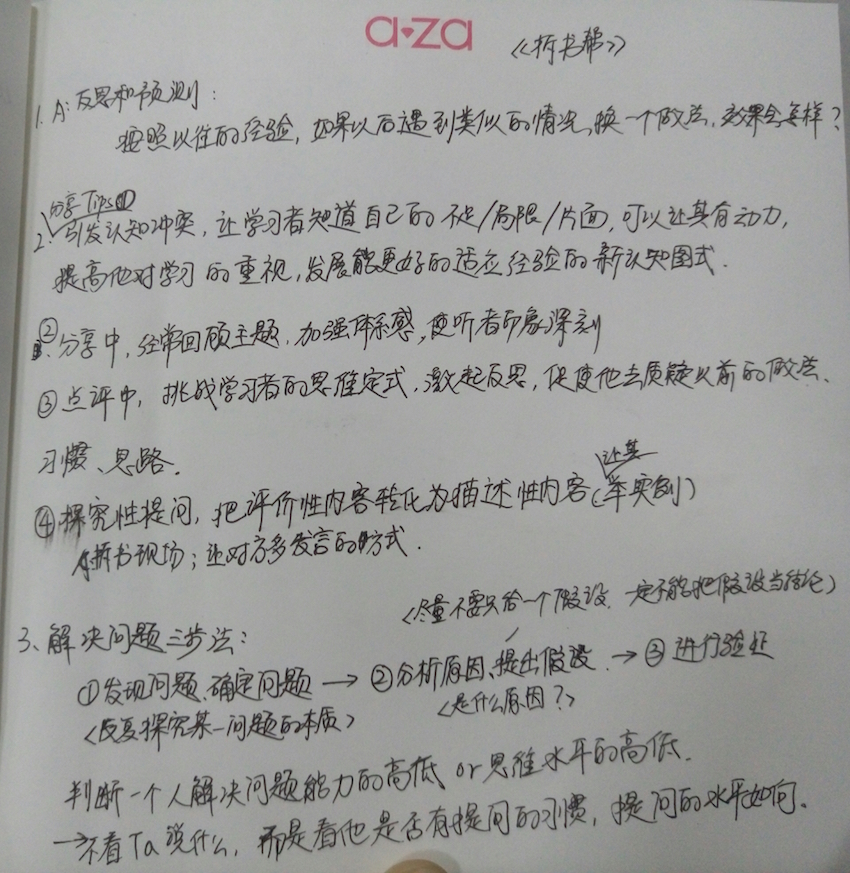 a·za
《拆书帮》
1. A: 反思和预测：
按照以往的经验，如果以后遇到类似的情况，换一个做法，效果会怎样？
分享Tips①
2. 引发认知冲突，让学习者知道自己的不足/局限/片面，可以让其有动力，
提高他对学习的重视，发展能更好的适应经验的新认知图式.
② 分享中，经常回顾主题，加强体系感，使听者印象深刻
③ 点评中，挑战学习者的思维定式，激起反思，促使他去质疑以前的做法、
习惯、思路.
让其
④ 探究性提问，把评价性内容转化为描述性内容(举实例)
拆书现场；让对方多发言的方式.
<尽量不要只给一个假设，一定不能把假设当结论>
3、解决问题三步法：
①发现问题、确定问题 → ②分析原因、提出假设. → ③ 进行验证
<反复探究某一问题的本质> <是什么原因？>
判断一个人解决问题能力的高低 or 思维水平的高低.
→不看Ta说什么，而是看他是否有提问的习惯，提问的水平如何.